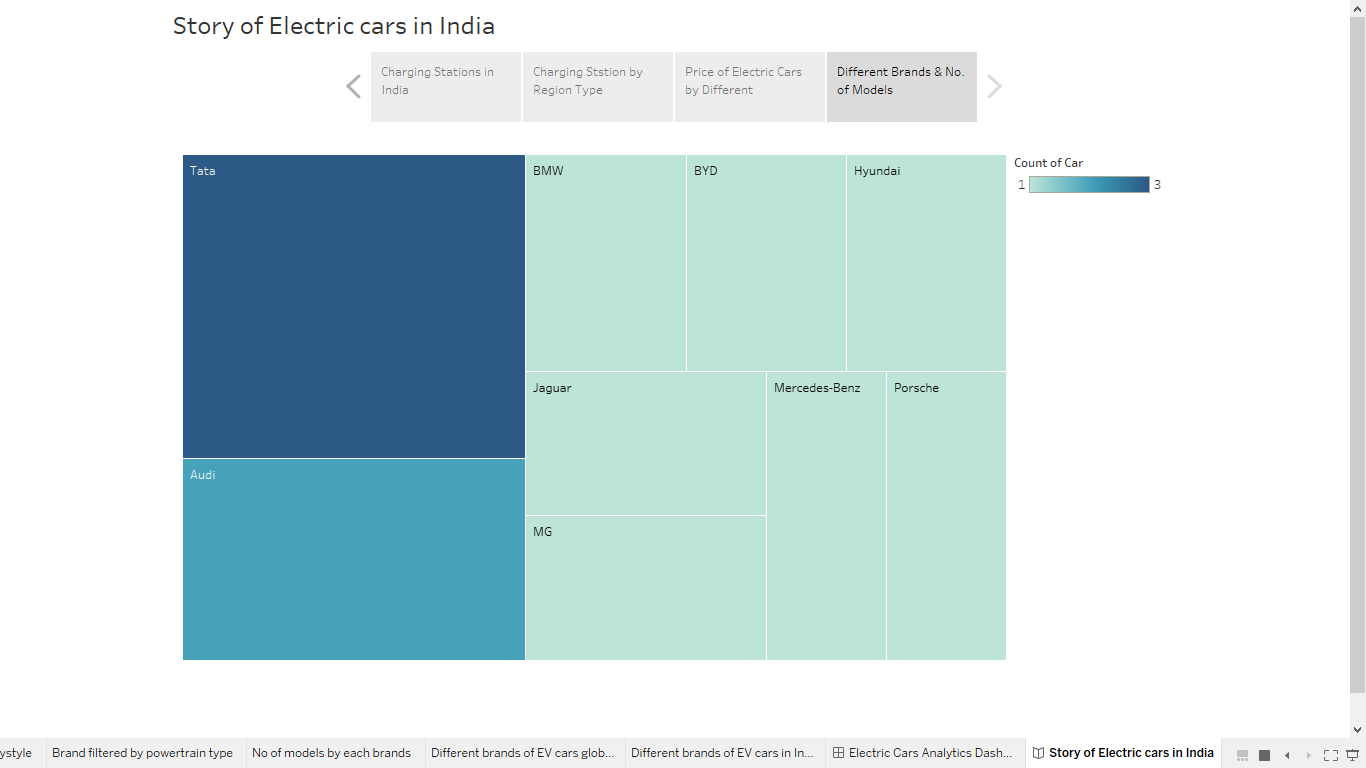 Story of Electric cars in India
Charging Stations in
India
Charging Ststion by
Region Type
Price of Electric Cars
by Different
Different Brands & No.
of Models
Tata
BMW
BYD
Hyundai
Count of Car
1
3
Jaguar
Mercedes-Benz
Porsche
Audi
MG
ystyle
Brand filtered by powertrain type
No of models by each brands
Different brands of EV cars glob...
Different brands of EV cars in In...
Electric Cars Analytics Dash...
Story of Electric cars in India